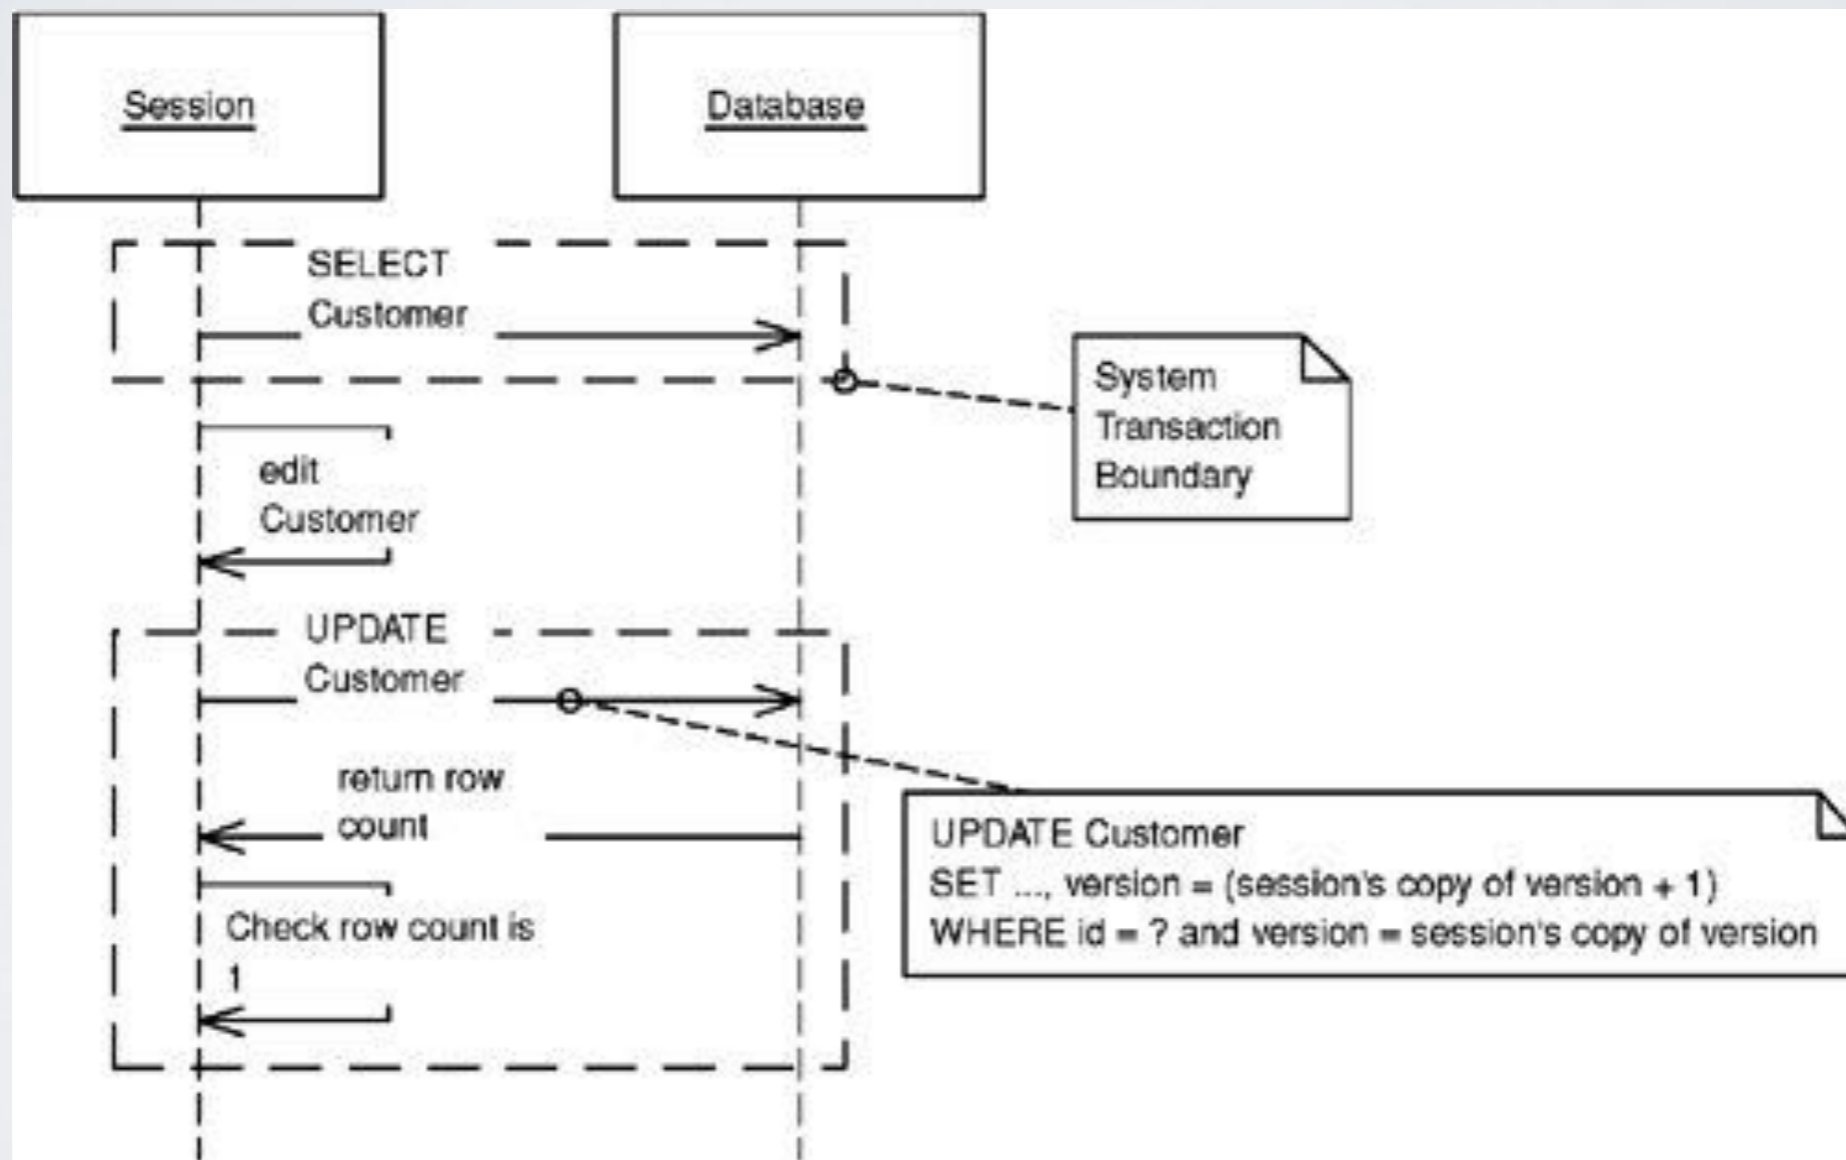 Session
Database
SELECT
Customer
System
Transaction
Boundary
edit
Customer
UPDATE
Customer
return row
count
UPDATE Customer
SET ..., version = (session's copy of version + 1)
WHERE id = ? and version = session's copy of version
Check row count is
1